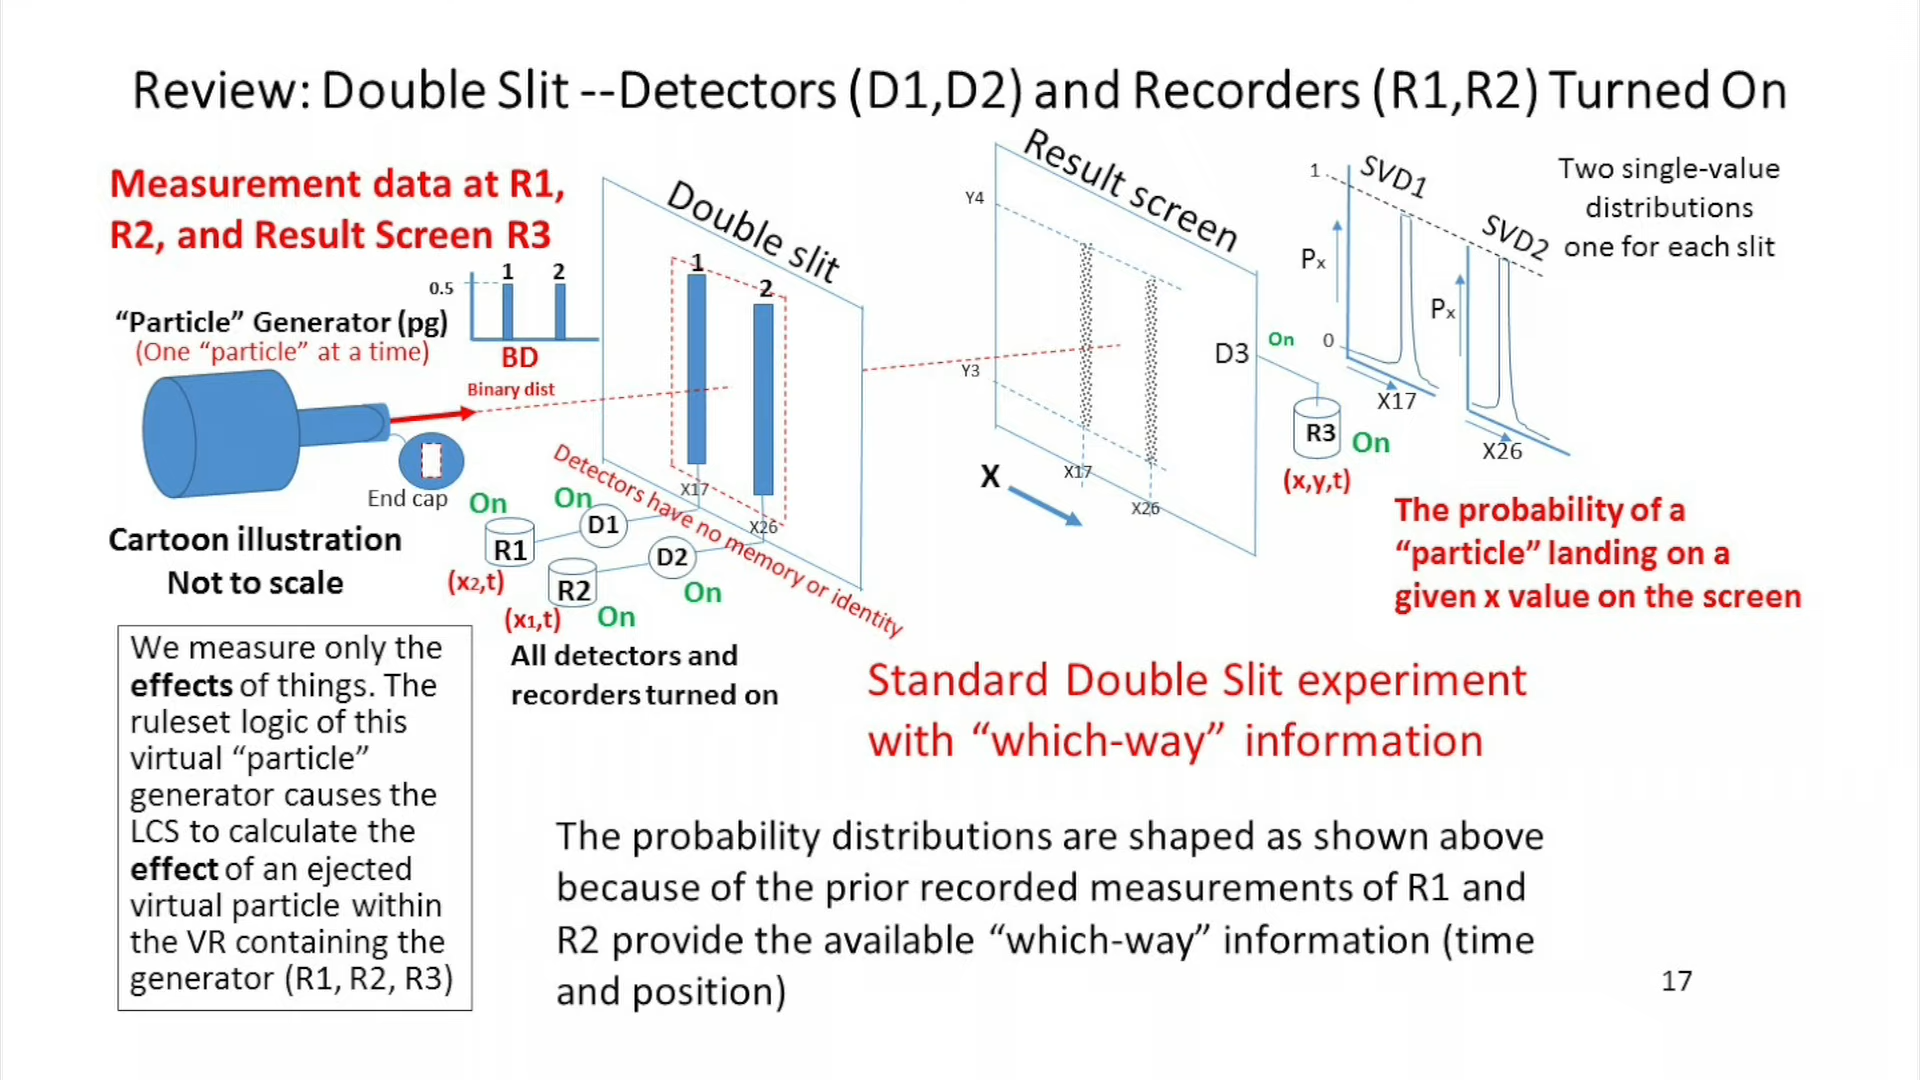 Review: Double Slit --Detectors (D1,D2) and Recorders (R1,R2) Turned On
Measurement data at R1,
R2, and Result Screen R3
"Particle" Generator (pg)
(One "particle" at a time)
0.5
1 2
BD
Binary dist
End cap
Cartoon illustration
Not to scale
Double slit
1
2
X17
X26
Detectors have no memory or identity
On
On
D1
R1
(x2,t)
D2
On
R2
On
(x1,t)
All detectors and
recorders turned on
Result screen
Y4
Y3
X17
X26
X
D3
On
R3
On
(x,y,t)
1
0
Px
SVD1
X17
Px
SVD2
X26
Two single-value
distributions
one for each slit
The probability of a
"particle" landing on a
given x value on the screen
We measure only the
effects of things. The
ruleset logic of this
virtual "particle"
generator causes the
LCS to calculate the
effect of an ejected
virtual particle within
the VR containing the
generator (R1, R2, R3)
Standard Double Slit experiment
with "which-way" information
The probability distributions are shaped as shown above
because of the prior recorded measurements of R1 and
R2 provide the available "which-way" information (time
and position)
17